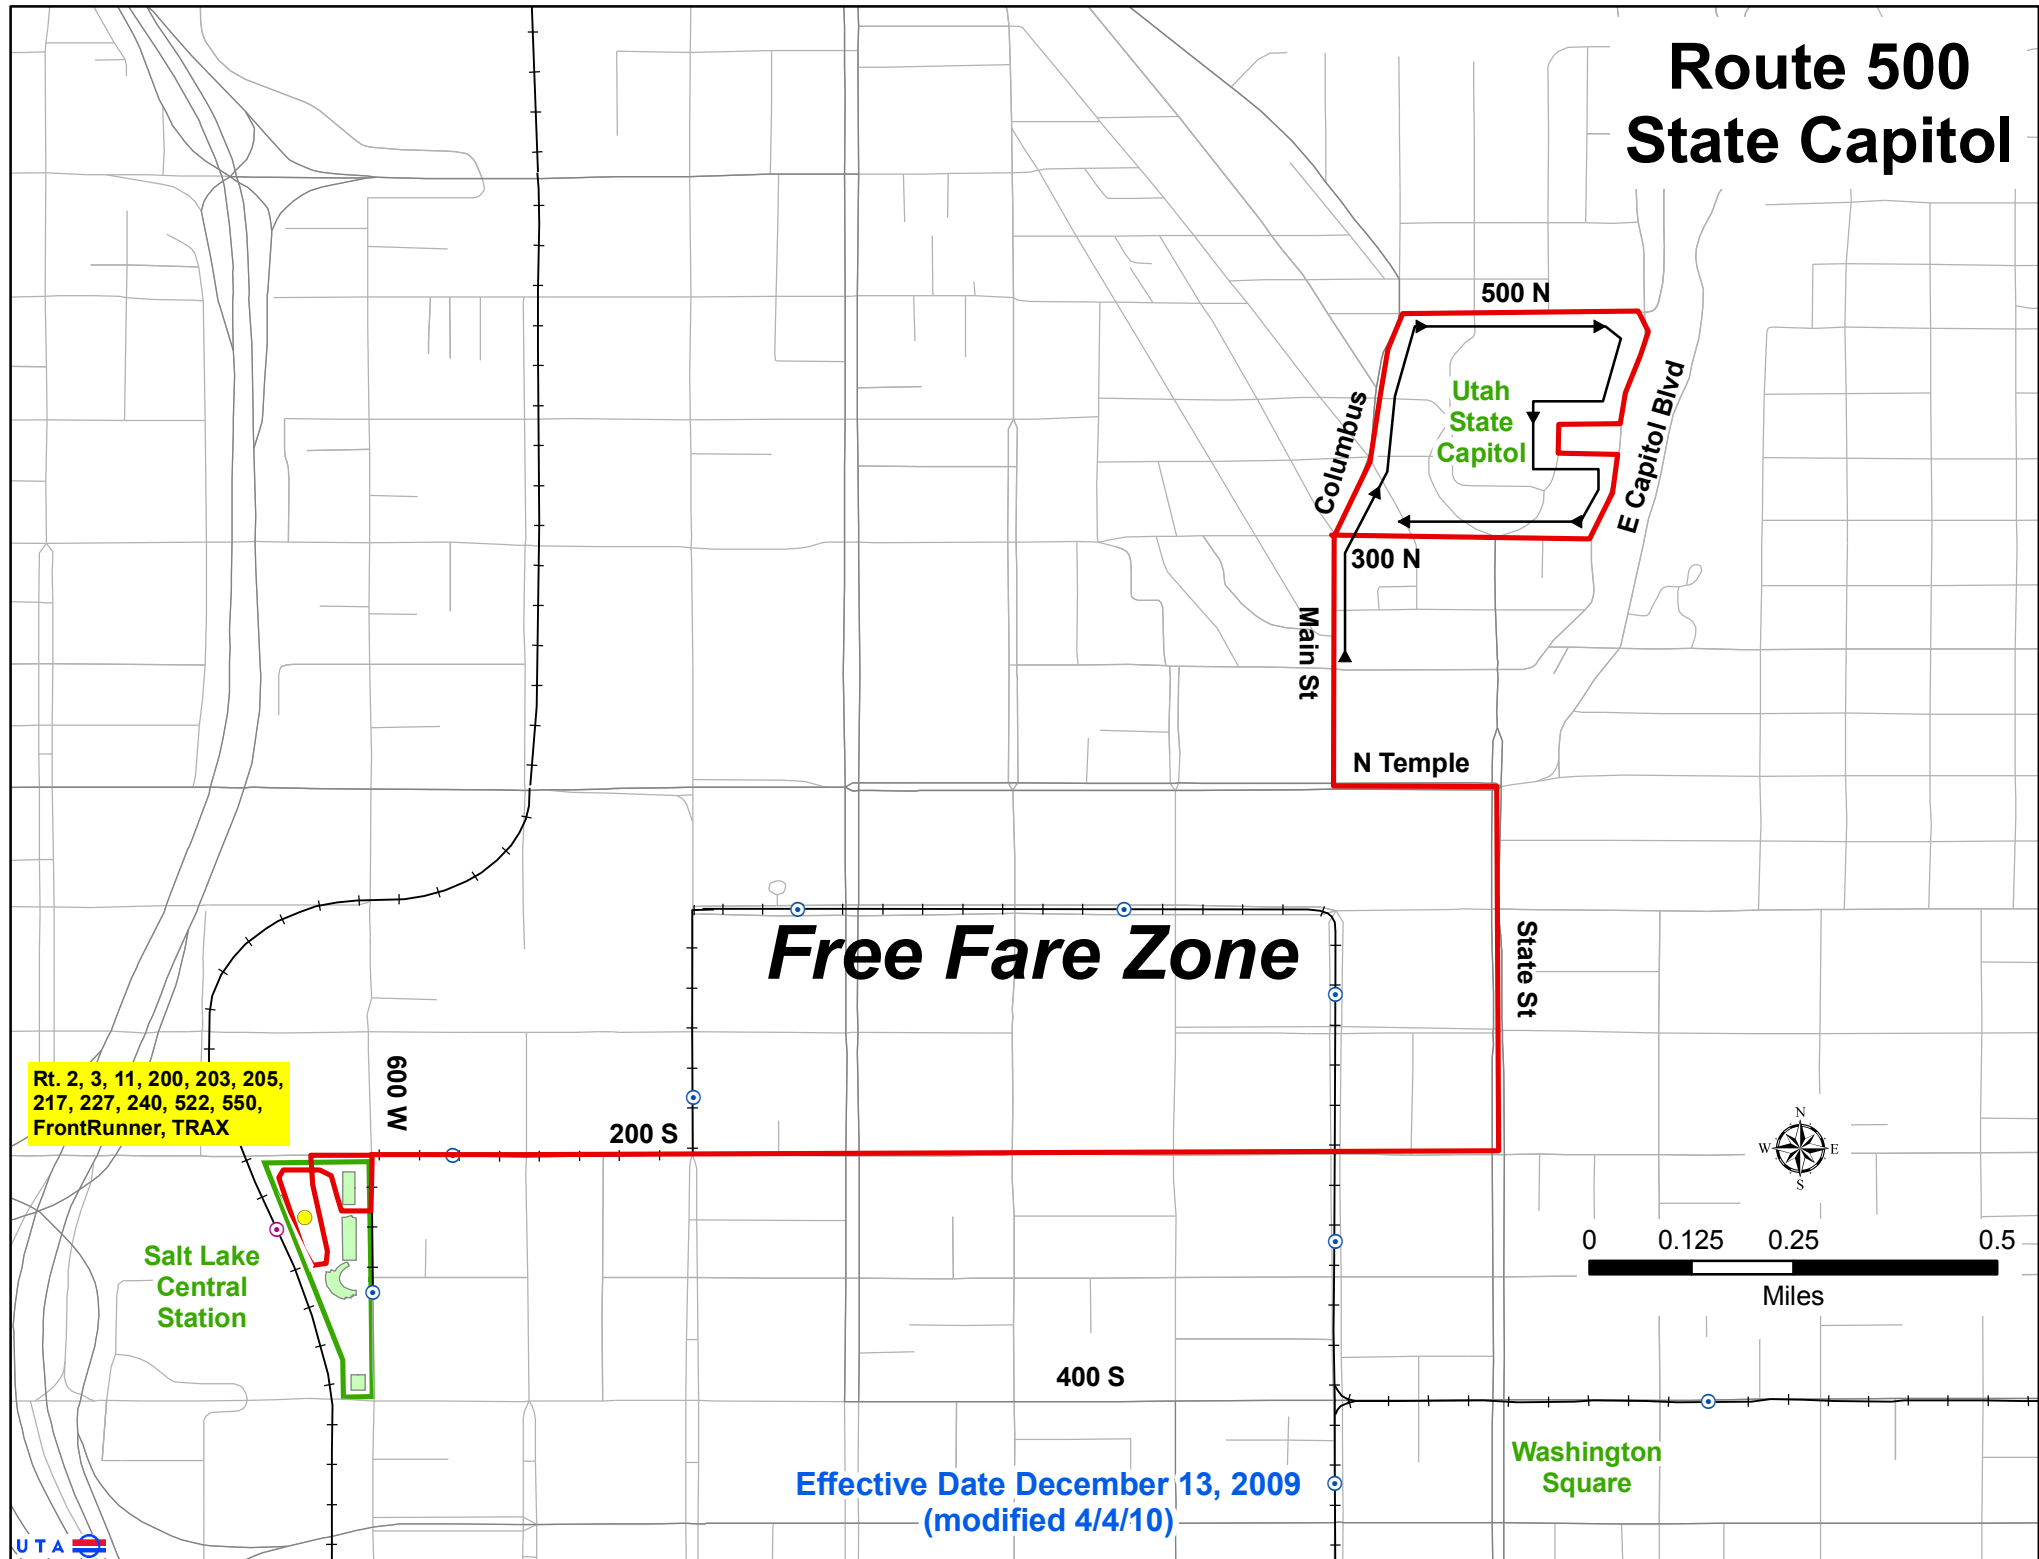 Route 500
State Capitol
500 N
Utah
State
Capitol
Columbus
E Capitol Blvd
300 N
Main St
N Temple
Free Fare Zone
State St
Rt. 2, 3, 11, 200, 203, 205,
217, 227, 240, 522, 550,
FrontRunner, TRAX
600 W
200 S
N
W
E
S
0 0.125 0.25 0.5
Miles
Salt Lake
Central
Station
400 S
Washington
Square
Effective Date December 13, 2009
(modified 4/4/10)
UTA